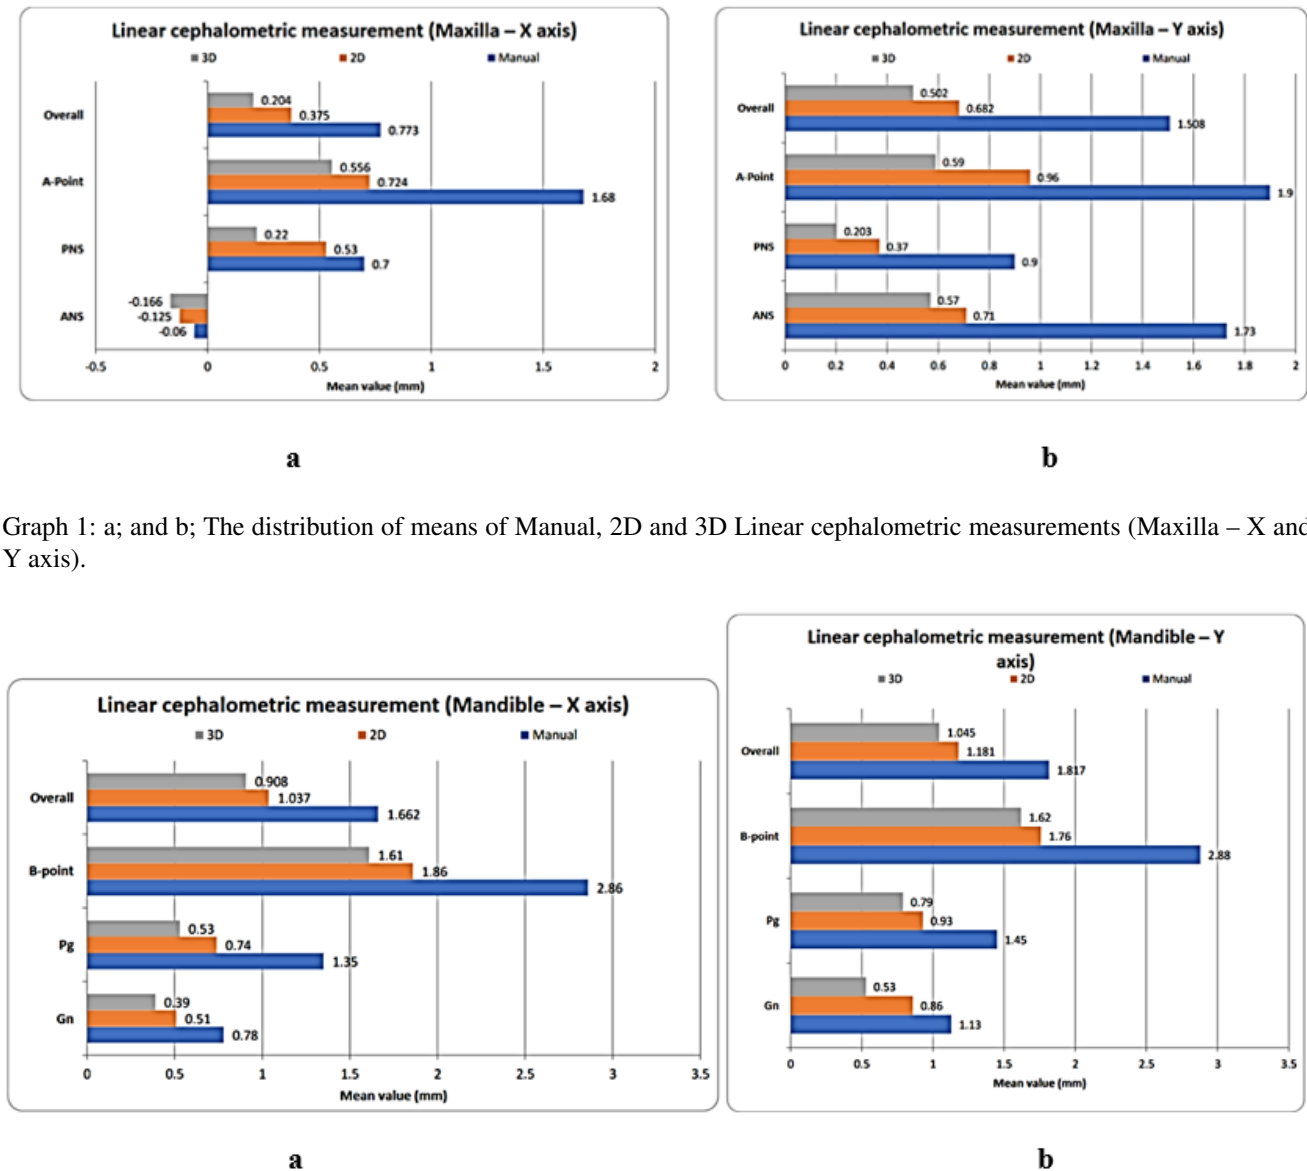 Linear cephalometric measurement (Maxilla – X axis)
3D 2D Manual
Overall
0.204
0.375
0.773
A-Point
0.556
0.724
1.68
PNS
0.22
0.53
0.7
ANS
-0.166
-0.125
-0.06
-0.5 0 0.5 1 1.5 2
Mean value (mm)
Linear cephalometric measurement (Maxilla – Y axis)
3D 2D Manual
Overall
0.502
0.682
1.508
A-Point
0.59
0.96
1.9
PNS
0.203
0.37
0.9
ANS
0.57
0.71
1.73
0 0.2 0.4 0.6 0.8 1 1.2 1.4 1.6 1.8 2
Mean value (mm)
a b
Graph 1: a; and b; The distribution of means of Manual, 2D and 3D Linear cephalometric measurements (Maxilla – X and
Y axis).
Linear cephalometric measurement (Mandible – X axis)
3D 2D Manual
Overall
0.908
1.037
1.662
B-point
1.61
1.86
2.86
Pg
0.53
0.74
1.35
Gn
0.39
0.51
0.78
0 0.5 1 1.5 2 2.5 3 3.5
Mean value (mm)
Linear cephalometric measurement (Mandible – Y
axis)
3D 2D Manual
Overall
1.045
1.181
1.817
B-point
1.62
1.76
2.88
Pg
0.79
0.93
1.45
Gn
0.53
0.86
1.13
0 0.5 1 1.5 2 2.5 3 3.5
Mean value (mm)
a b